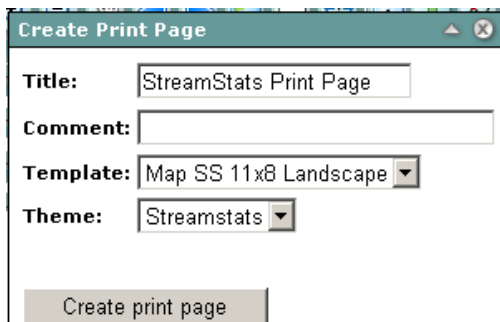 Create Print Page
Title: StreamStats Print Page
Comment:
Template: Map SS 11x8 Landscape
Theme: Streamstats
Create print page